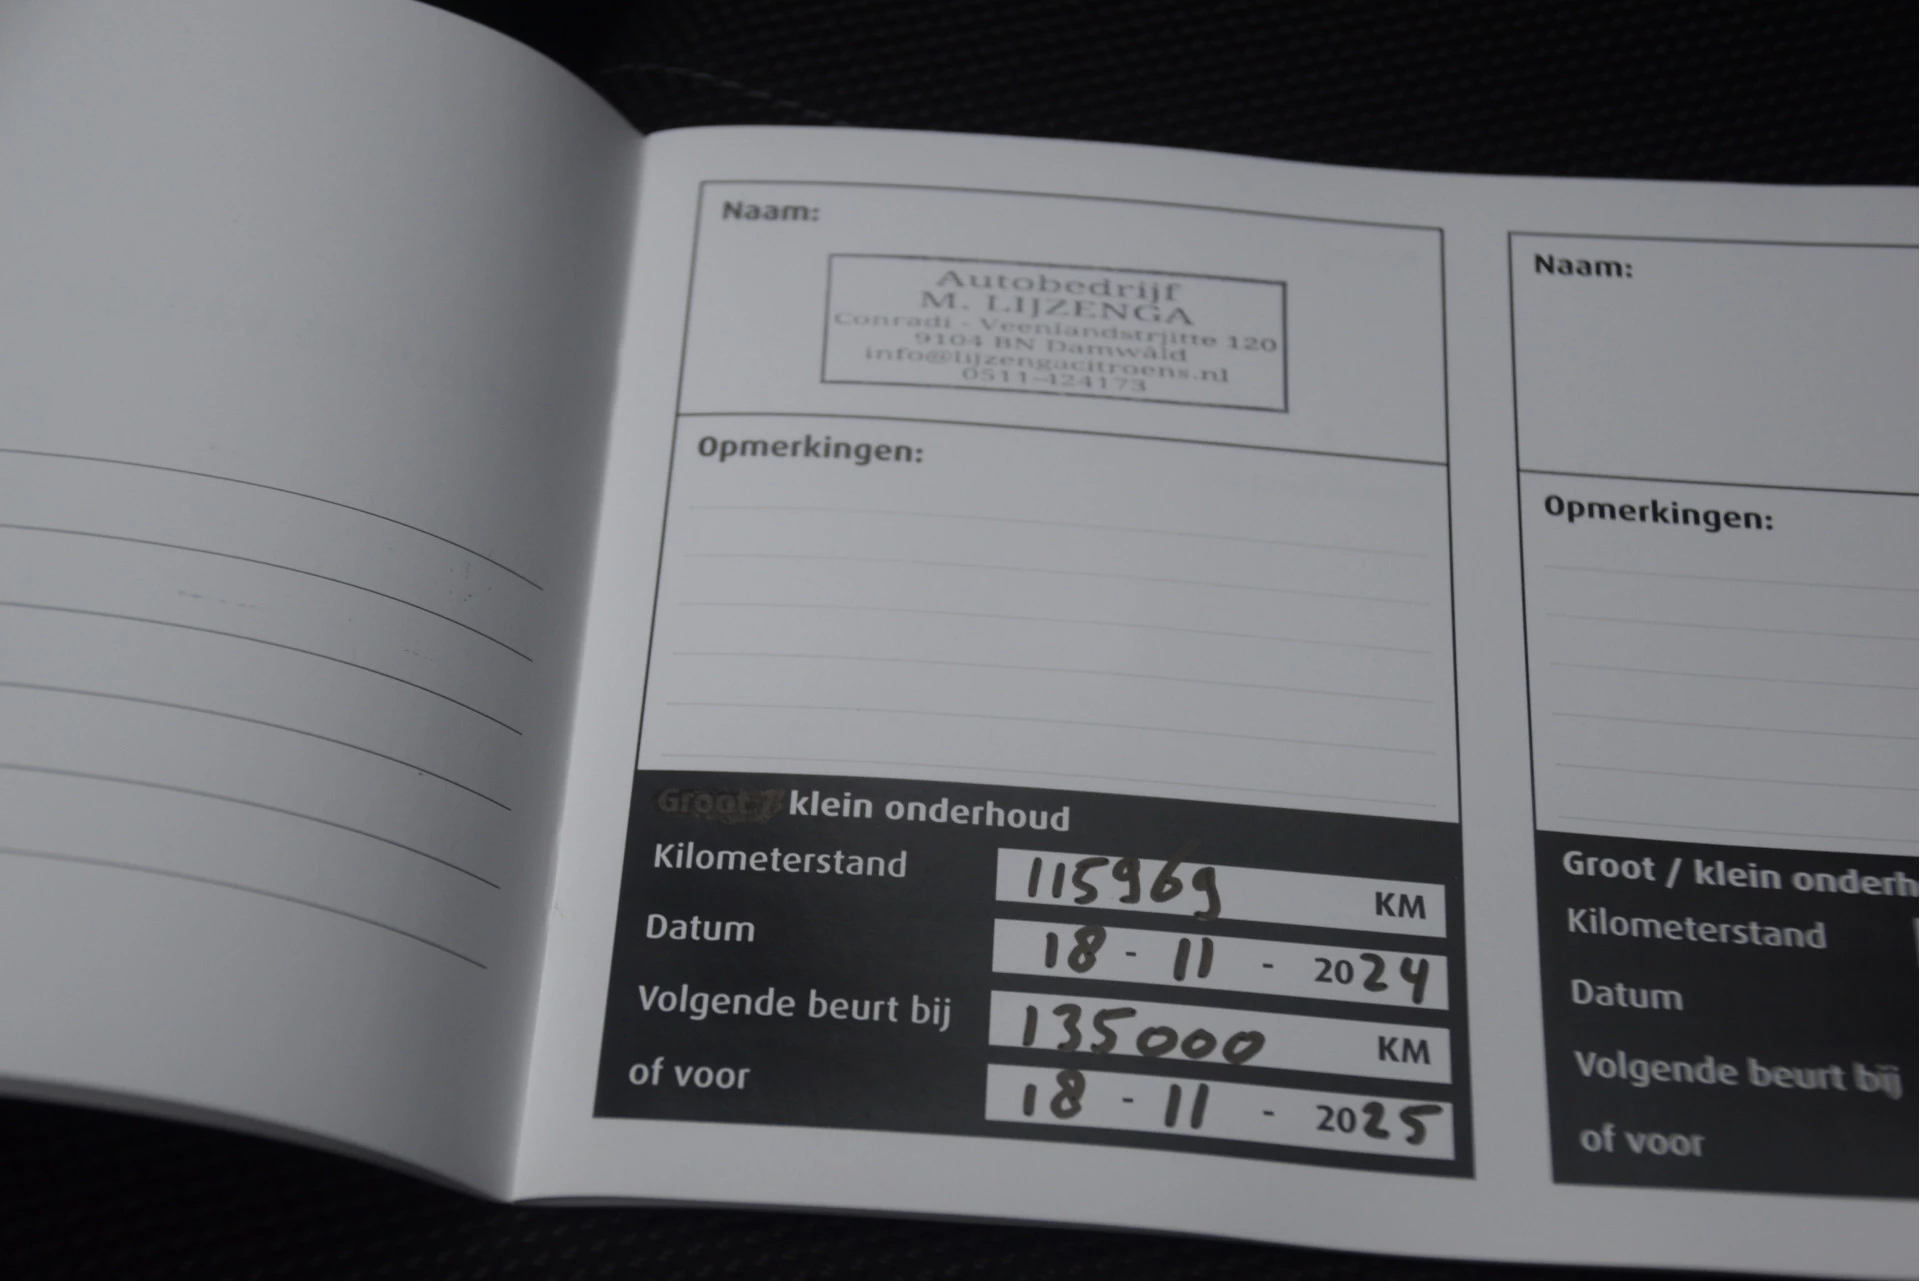 Naam:
Autobedrijf
M. LIJZENGA
Conradi - Veenlandstrjitte 120
9104 BN Damwâld
info@lijzengacitroens.nl
0511-424173
Opmerkingen:
Groot / klein onderhoud
Kilometerstand 115969 KM
Datum 18 - 11 - 2024
Volgende beurt bij 135000 KM
of voor 18 - 11 - 2025
Naam:
Opmerkingen:
Groot / klein onderh
Kilometerstand
Datum
Volgende beurt bij
of voor